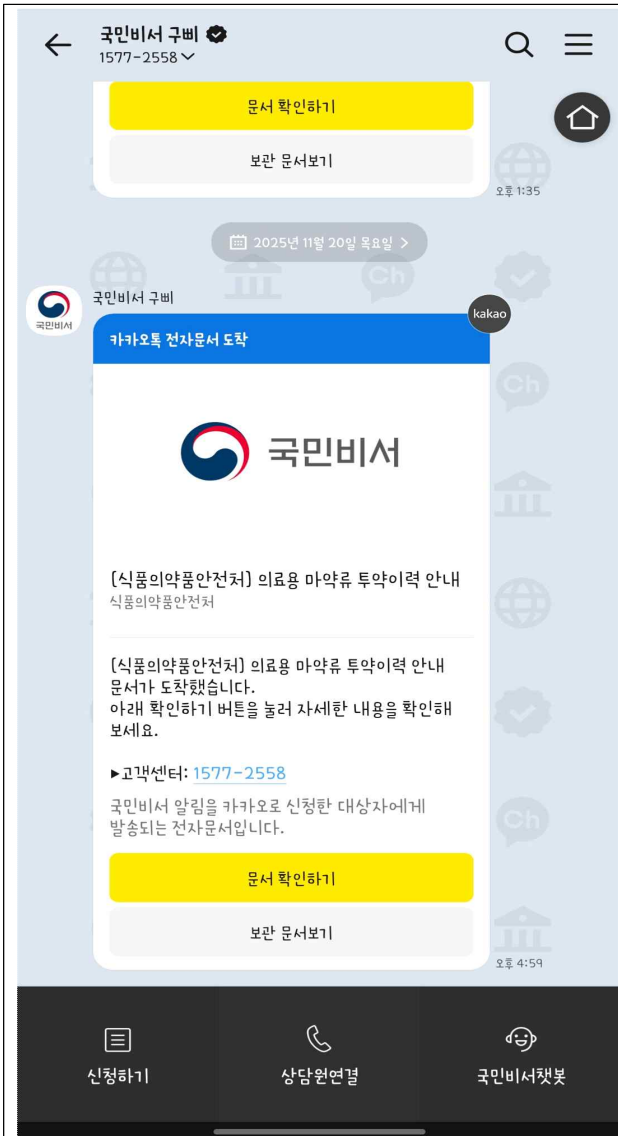 국민비서 구삐
1577-2558
문서 확인하기
보관 문서보기
오후 1:35
2025년 11월 20일 목요일 >
Ch
국민비서 구삐
국민비서
kakao
카카오톡 전자문서 도착
Ch
국민비서
[식품의약품안전처] 의료용 마약류 투약이력 안내
식품의약품안전처
[식품의약품안전처] 의료용 마약류 투약이력 안내
문서가 도착했습니다.
아래 확인하기 버튼을 눌러 자세한 내용을 확인해
보세요.
▶고객센터: 1577-2558
국민비서 알림을 카카오로 신청한 대상자에게
발송되는 전자문서입니다.
Ch
문서 확인하기
보관 문서보기
오후 4:59
신청하기
상담원연결
국민비서챗봇